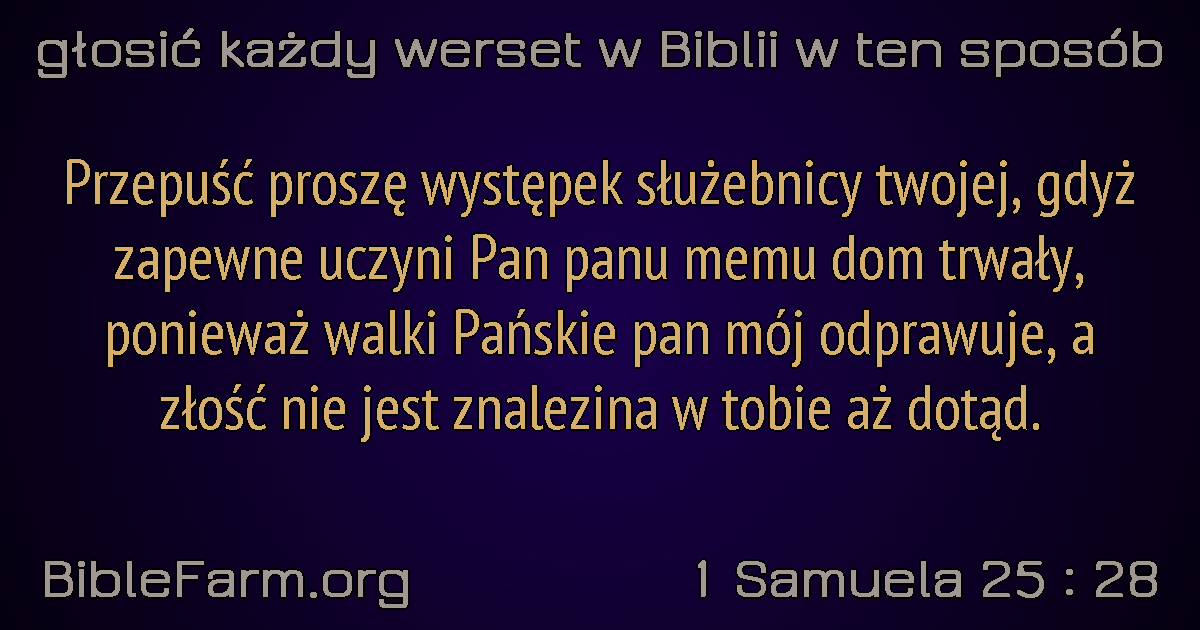 głosić każdy werset w Biblii w ten sposób
Przepuść proszę występek służebnicy twojej, gdyż
zapewne uczyni Pan panu memu dom trwały,
ponieważ walki Pańskie pan mój odprawuje, a
złość nie jest znalezina w tobie aż dotąd.
BibleFarm.org
1 Samuela 25 : 28